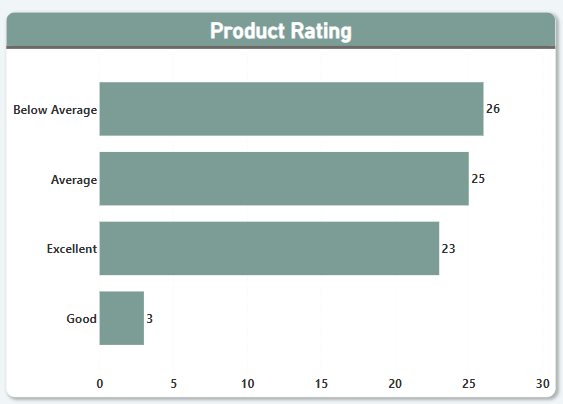 Product Rating
Below Average 26
Average 25
Excellent 23
Good 3
0 5 10 15 20 25 30